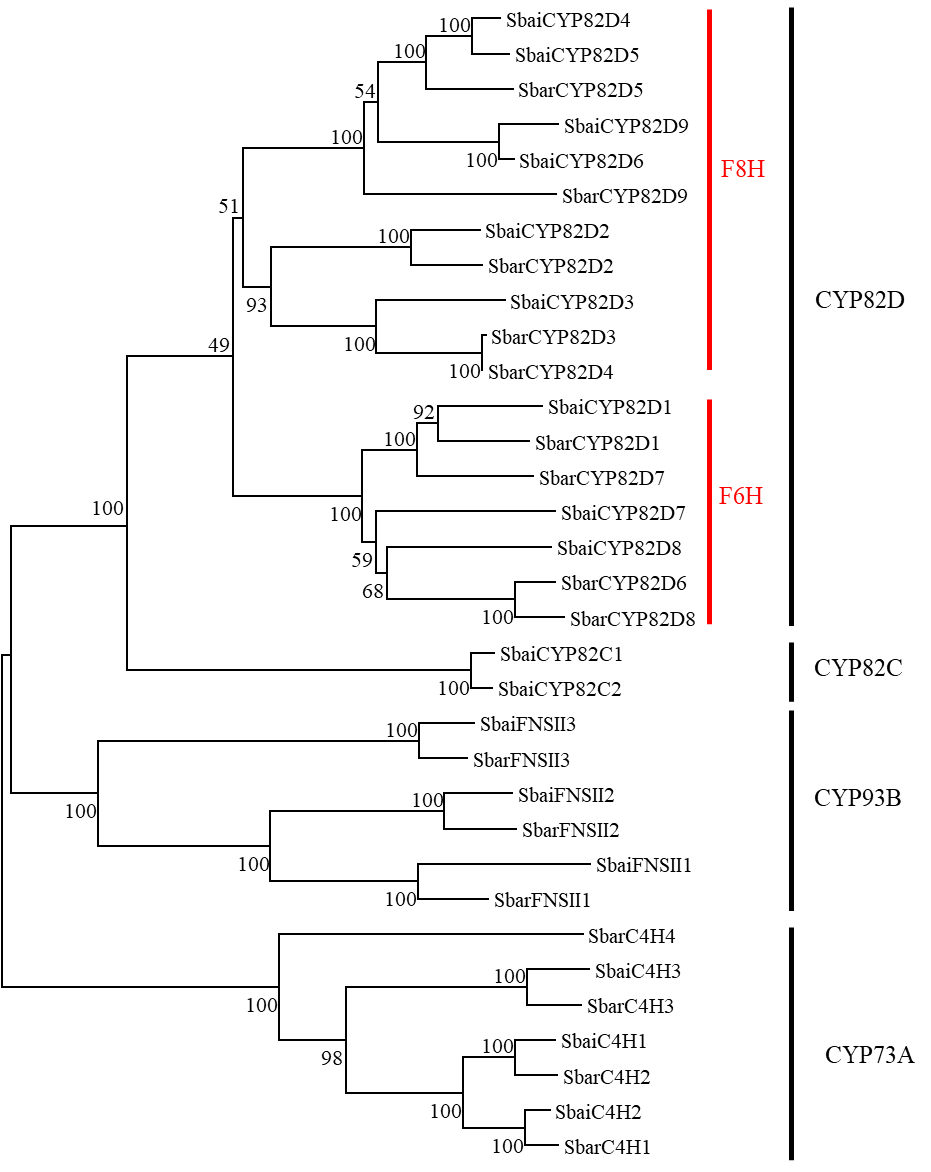 SbaiCYP82D4
100
SbaiCYP82D5
100
SbarCYP82D5
54
SbaiCYP82D9
100
SbaiCYP82D6
100
SbarCYP82D9
F8H
51
SbaiCYP82D2
100
SbarCYP82D2
93
SbaiCYP82D3
CYP82D
SbarCYP82D3
100
49
100
SbarCYP82D4
SbaiCYP82D1
92
100
SbarCYP82D1
SbarCYP82D7
F6H
100
SbaiCYP82D7
100
SbaiCYP82D8
59
SbarCYP82D6
68
100
SbarCYP82D8
SbaiCYP82C1
CYP82C
100
SbaiCYP82C2
SbaiFNSII3
100
SbarFNSII3
SbaiFNSII2
CYP93B
100
100
SbarFNSII2
100
SbaiFNSII1
100
SbarFNSII1
SbarC4H4
SbaiC4H3
100
100
SbarC4H3
SbaiC4H1
100
98
CYP73A
SbarC4H2
100
SbaiC4H2
100
SbarC4H1